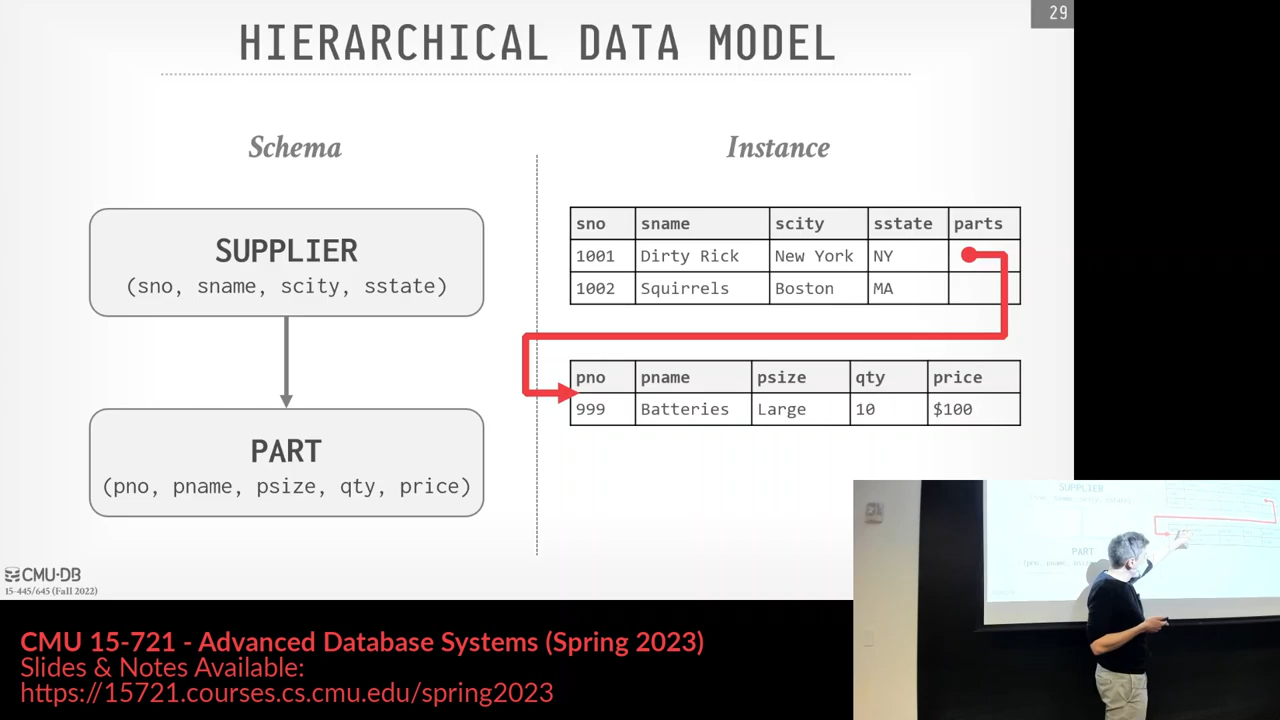 29
HIERARCHICAL DATA MODEL
Schema
SUPPLIER
(sno, sname, scity, sstate)
PART
(pno, pname, psize, qty, price)
Instance
sno sname scity sstate parts
1001 Dirty Rick New York NY
1002 Squirrels Boston MA
pno pname psize qty price
999 Batteries Large 10 $100
CMU·DB
15-445/645 (Fall 2022)
SUPPLIER
PART
CMU 15-721 - Advanced Database Systems (Spring 2023)
Slides & Notes Available:
https://15721.courses.cs.cmu.edu/spring2023